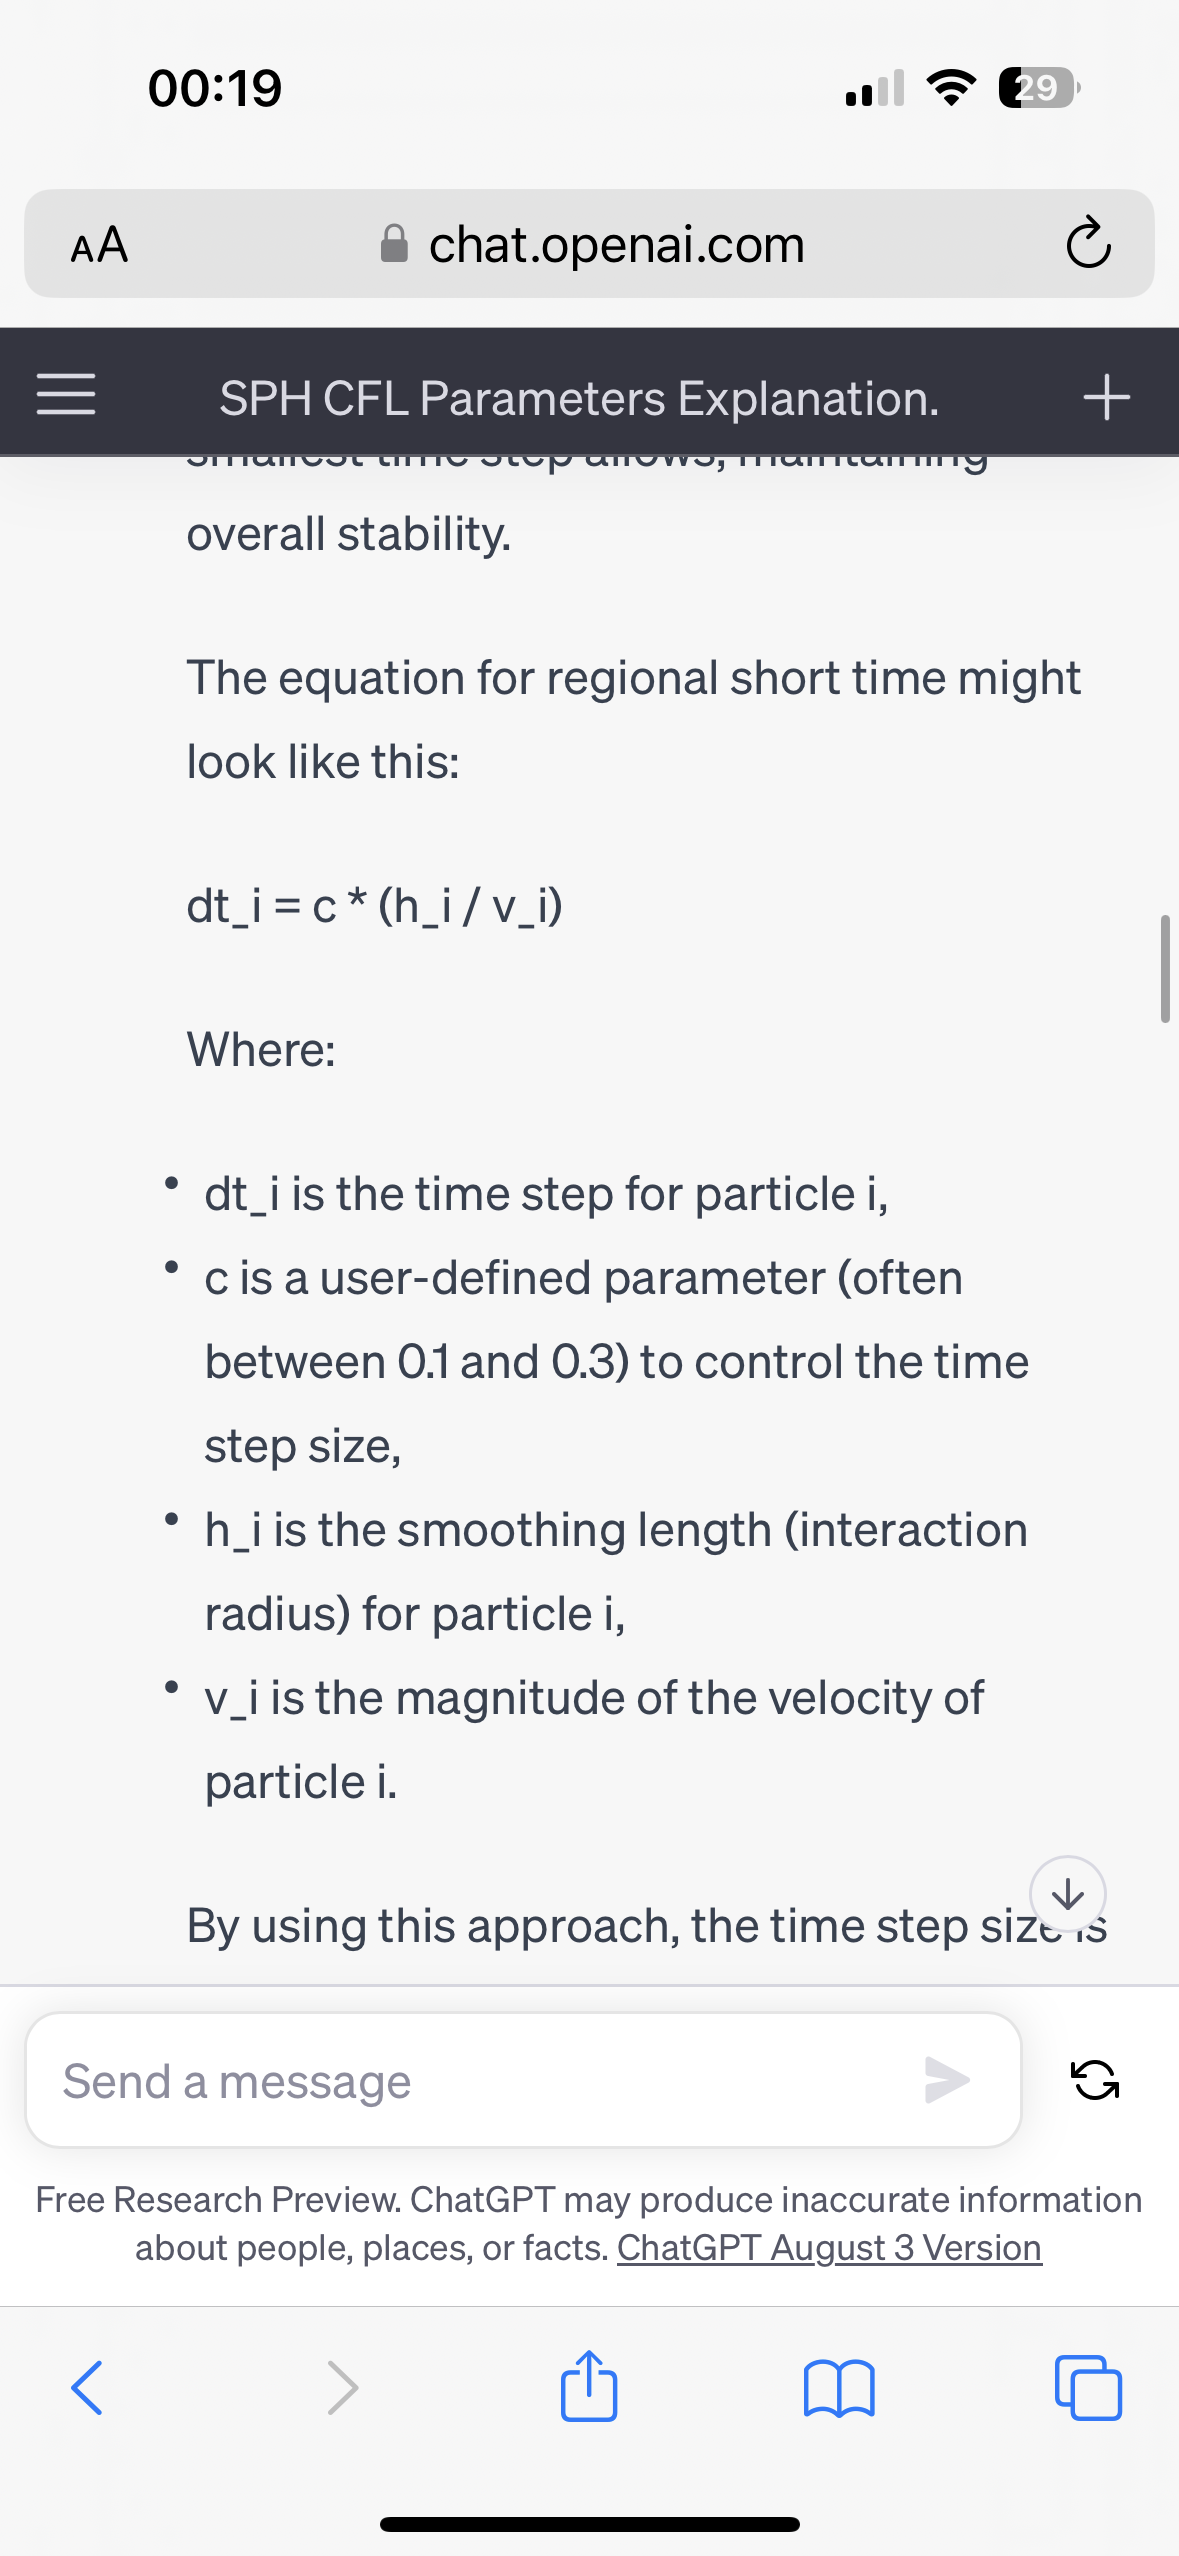 00:19
29
AA chat.openai.com
SPH CFL Parameters Explanation.
smallest time step allows, maintaining
overall stability.
The equation for regional short time might
look like this:
dt_i = c * (h_i / v_i)
Where:
• dt_i is the time step for particle i,
• c is a user-defined parameter (often
between 0.1 and 0.3) to control the time
step size,
• h_i is the smoothing length (interaction
radius) for particle i,
• v_i is the magnitude of the velocity of
particle i.
By using this approach, the time step size is
Send a message
Free Research Preview. ChatGPT may produce inaccurate information
about people, places, or facts. ChatGPT August 3 Version